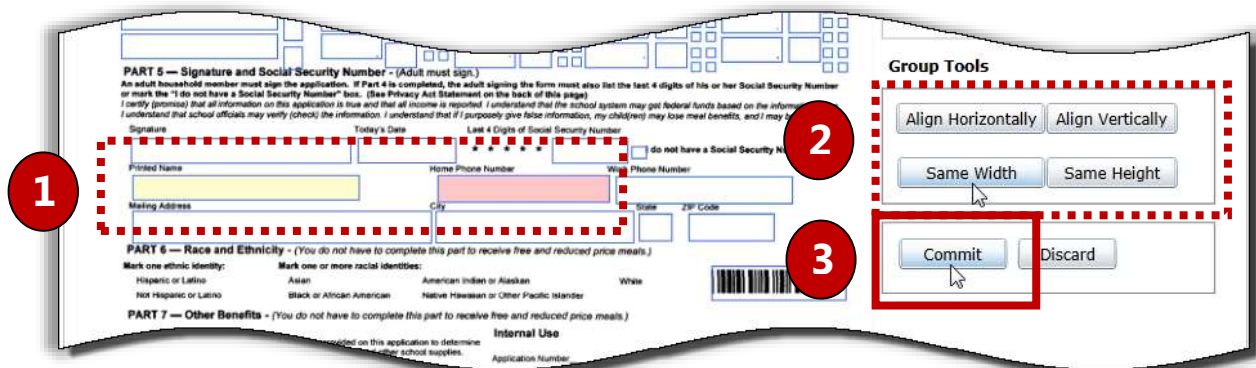 PART 5 — Signature and Social Security Number - (Adult must sign.)
An adult household member must sign the application. If Part 4 is completed, the adult signing the form must also list the last 4 digits of his or her Social Security Number
or mark the "I do not have a Social Security Number" box. (See Privacy Act Statement on the back of this page)
I certify (promise) that all information on this application is true and that all income is reported. I understand that the school system may get federal funds based on the
I understand that school officials may verify (check) the information. I understand that if I purposely give false information, my child(ren) may lose meal benefits, and I may
Signature Today's Date Last 4 Digits of Social Security Number
* * * * * I do not have a Social Security
Printed Name Home Phone Number Work Phone Number
Mailing Address City State ZIP Code
PART 6 — Race and Ethnicity - (You do not have to complete this part to receive free and reduced price meals.)
Mark one ethnic identity: Mark one or more racial identities:
Hispanic or Latino Asian American Indian or Alaskan White
Not Hispanic or Latino Black or African American Native Hawaiian or Other Pacific Islander
PART 7 — Other Benefits - (You do not have to complete this part to receive free and reduced price meals.)
provided on this application to determine
other school supplies.
Internal Use
Application Number
1
2
3
Group Tools
Align Horizontally Align Vertically
Same Width Same Height
Commit Discard